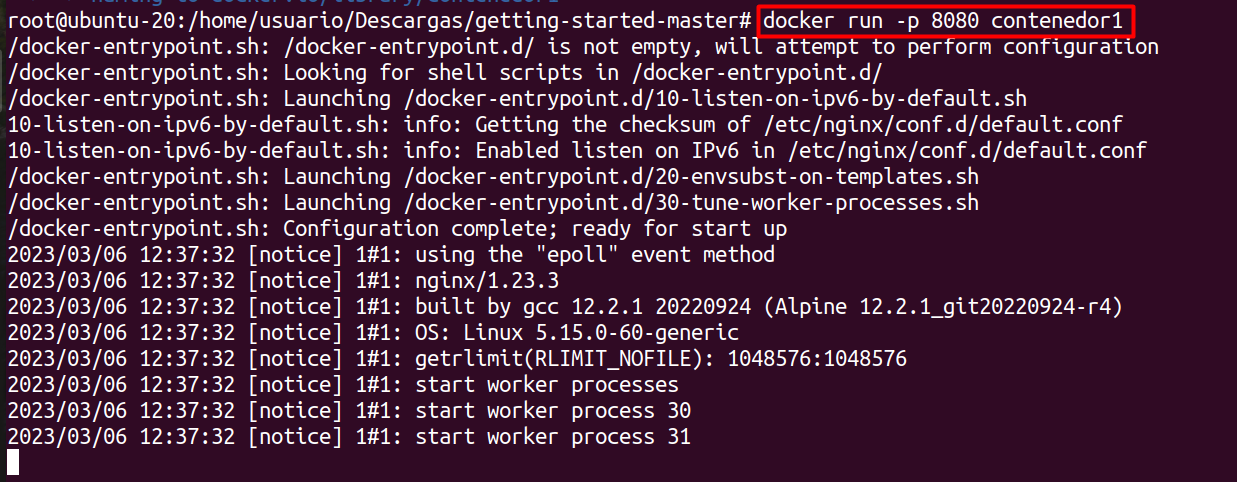 naming to docker.io/library/contenedor1
root@ubuntu-20:/home/usuario/Descargas/getting-started-master# docker run -p 8080 contenedor1
/docker-entrypoint.sh: /docker-entrypoint.d/ is not empty, will attempt to perform configuration
/docker-entrypoint.sh: Looking for shell scripts in /docker-entrypoint.d/
/docker-entrypoint.sh: Launching /docker-entrypoint.d/10-listen-on-ipv6-by-default.sh
10-listen-on-ipv6-by-default.sh: info: Getting the checksum of /etc/nginx/conf.d/default.conf
10-listen-on-ipv6-by-default.sh: info: Enabled listen on IPv6 in /etc/nginx/conf.d/default.conf
/docker-entrypoint.sh: Launching /docker-entrypoint.d/20-envsubst-on-templates.sh
/docker-entrypoint.sh: Launching /docker-entrypoint.d/30-tune-worker-processes.sh
/docker-entrypoint.sh: Configuration complete; ready for start up
2023/03/06 12:37:32 [notice] 1#1: using the "epoll" event method
2023/03/06 12:37:32 [notice] 1#1: nginx/1.23.3
2023/03/06 12:37:32 [notice] 1#1: built by gcc 12.2.1 20220924 (Alpine 12.2.1_git20220924-r4)
2023/03/06 12:37:32 [notice] 1#1: OS: Linux 5.15.0-60-generic
2023/03/06 12:37:32 [notice] 1#1: getrlimit(RLIMIT_NOFILE): 1048576:1048576
2023/03/06 12:37:32 [notice] 1#1: start worker processes
2023/03/06 12:37:32 [notice] 1#1: start worker process 30
2023/03/06 12:37:32 [notice] 1#1: start worker process 31